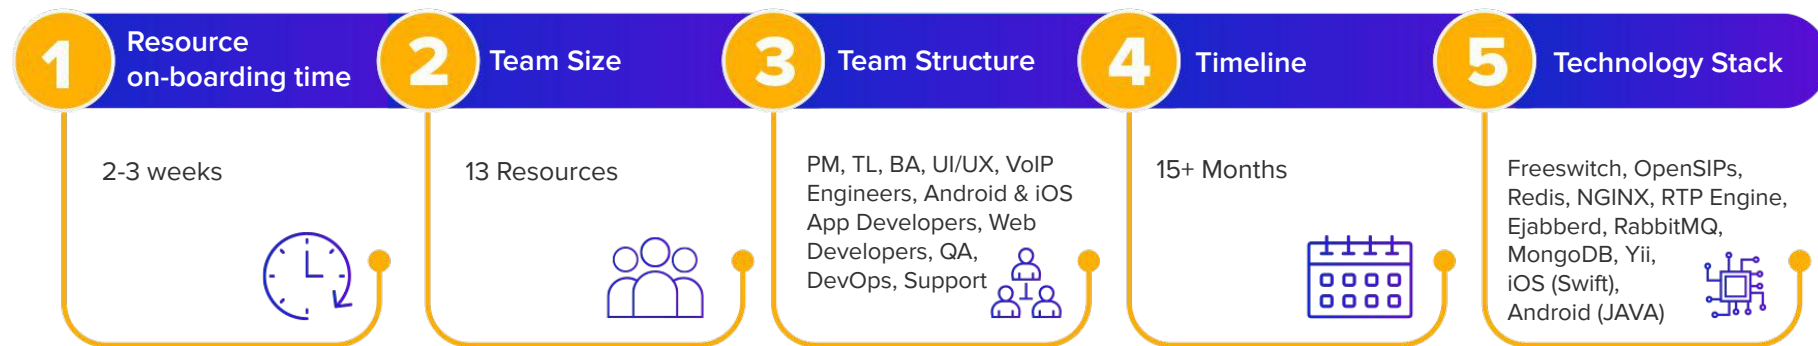 1
Resource
on-boarding time
2-3 weeks
2
Team Size
13 Resources
3
Team Structure
PM, TL, BA, UI/UX, VoIP
Engineers, Android & iOS
App Developers, Web
Developers, QA,
DevOps, Support
4
Timeline
15+ Months
5
Technology Stack
Freeswitch, OpenSIPs,
Redis, NGINX, RTP Engine,
Ejabberd, RabbitMQ,
MongoDB, Yii,
iOS (Swift),
Android (JAVA)